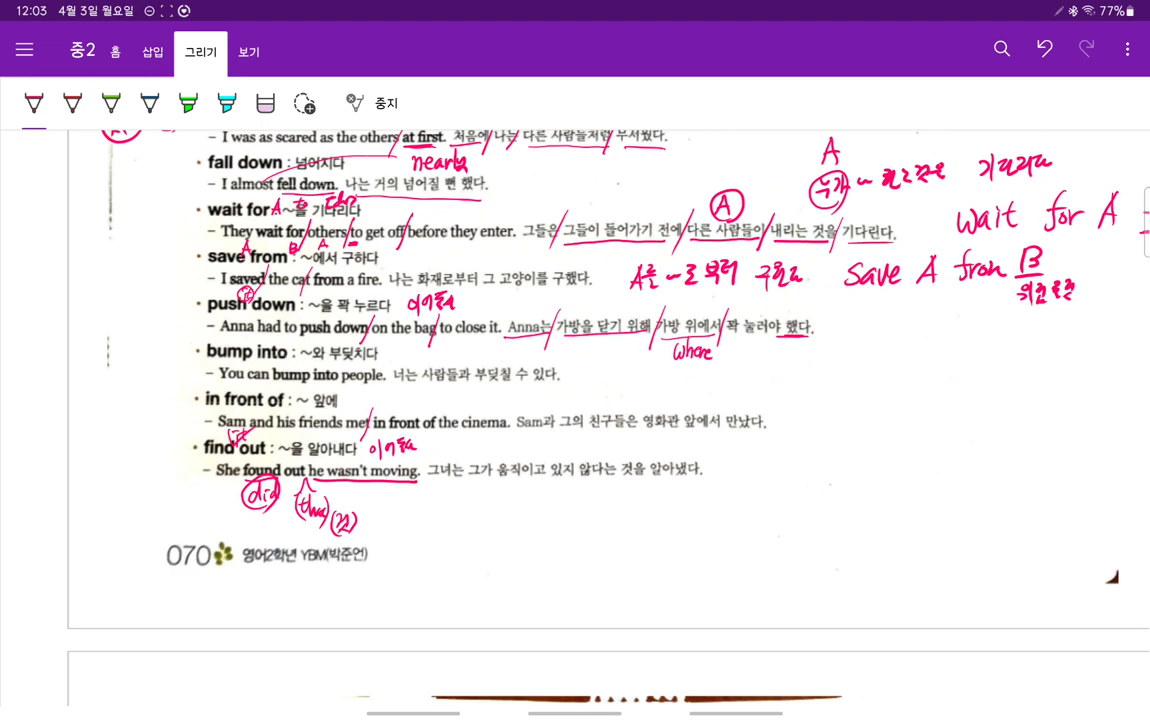 12:03 4월 3일 월요일 77%
중2 홈 삽입 그리기 보기
중지
– I was as scared as the others at first. 처음에 나는 다른 사람들처럼 무서웠다.
• fall down : 넘어지다 nearly
– I almost fell down. 나는 거의 넘어질 뻔 했다.
A
누가
기다리다
• wait for : ～을 기다리다
A to
A
wait for A
– They wait for others to get off before they enter. 그들은 그들이 들어가기 전에 다른 사람들이 내리는 것을 기다린다.
• save from : ～에서 구하다
A B A
– I saved the cat from a fire. 나는 화재로부터 그 고양이를 구했다.
A를 ～로 부터
save A from B
• push down : ～을 꽉 누르다 이어동사
– Anna had to push down on the bag to close it. Anna는 가방을 닫기 위해 가방 위에서 꽉 눌러야 했다.
where
• bump into : ～와 부딪치다
– You can bump into people. 너는 사람들과 부딪칠 수 있다.
• in front of : ～ 앞에
– Sam and his friends met in front of the cinema. Sam과 그의 친구들은 영화관 앞에서 만났다.
• find out : ～을 알아내다 이어동사
– She found out he wasn't moving. 그녀는 그가 움직이고 있지 않다는 것을 알아냈다.
did (that) (것)
070 영어2학년 YBM(박준언)